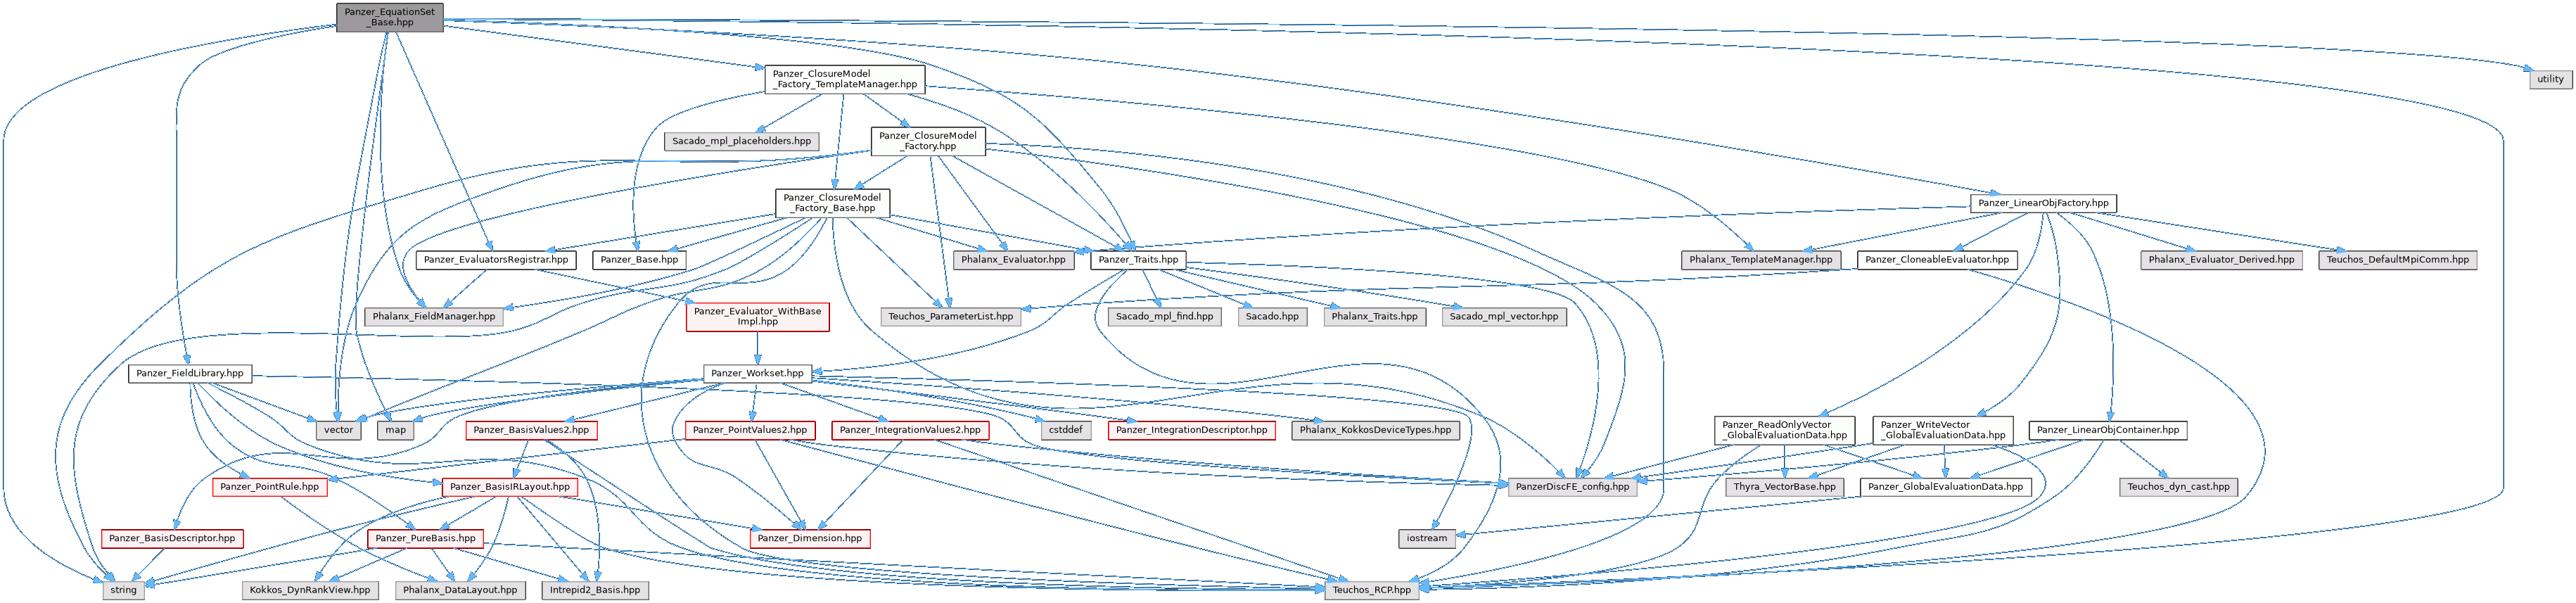 Panzer_EquationSet
_Base.hpp
utility
Panzer_ClosureModel
_Factory_TemplateManager.hpp
Sacado_mpl_placeholders.hpp
Panzer_ClosureModel
_Factory.hpp
Panzer_ClosureModel
_Factory_Base.hpp
Panzer_LinearObjFactory.hpp
Panzer_EvaluatorsRegistrar.hpp
Panzer_Base.hpp
Phalanx_Evaluator.hpp
Panzer_Traits.hpp
Phalanx_TemplateManager.hpp
Panzer_CloneableEvaluator.hpp
Phalanx_Evaluator_Derived.hpp
Teuchos_DefaultMpiComm.hpp
Phalanx_FieldManager.hpp
Panzer_Evaluator_WithBase
Impl.hpp
Teuchos_ParameterList.hpp
Sacado_mpl_find.hpp
Sacado.hpp
Phalanx_Traits.hpp
Sacado_mpl_vector.hpp
Panzer_FieldLibrary.hpp
Panzer_Workset.hpp
vector
map
Panzer_BasisValues2.hpp
Panzer_PointValues2.hpp
Panzer_IntegrationValues2.hpp
cstddef
Panzer_IntegrationDescriptor.hpp
Phalanx_KokkosDeviceTypes.hpp
Panzer_ReadOnlyVector
_GlobalEvaluationData.hpp
Panzer_WriteVector
_GlobalEvaluationData.hpp
Panzer_LinearObjContainer.hpp
Panzer_PointRule.hpp
Panzer_BasisIRLayout.hpp
PanzerDiscFE_config.hpp
Thyra_VectorBase.hpp
Panzer_GlobalEvaluationData.hpp
Teuchos_dyn_cast.hpp
Panzer_BasisDescriptor.hpp
Panzer_PureBasis.hpp
Panzer_Dimension.hpp
iostream
string
Kokkos_DynRankView.hpp
Phalanx_DataLayout.hpp
Intrepid2_Basis.hpp
Teuchos_RCP.hpp